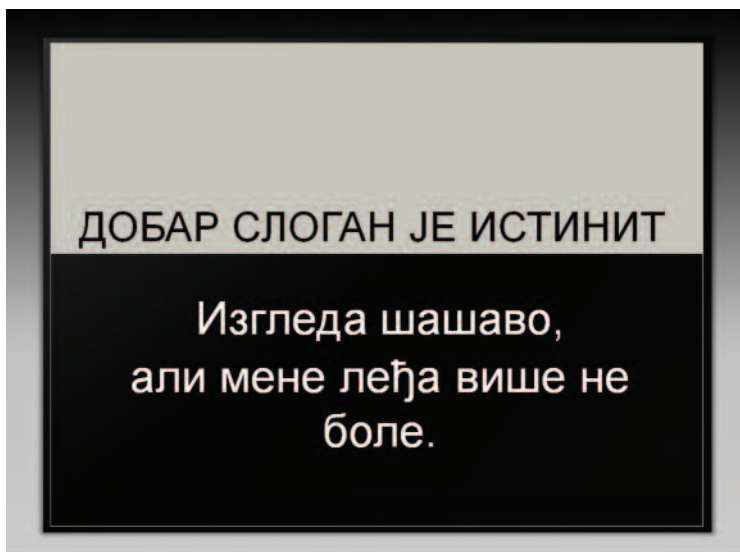 ДОБАР СЛОГАН ЈЕ ИСТИНИТ
Изгледа шашаво,
али мене леђа више не
боле.